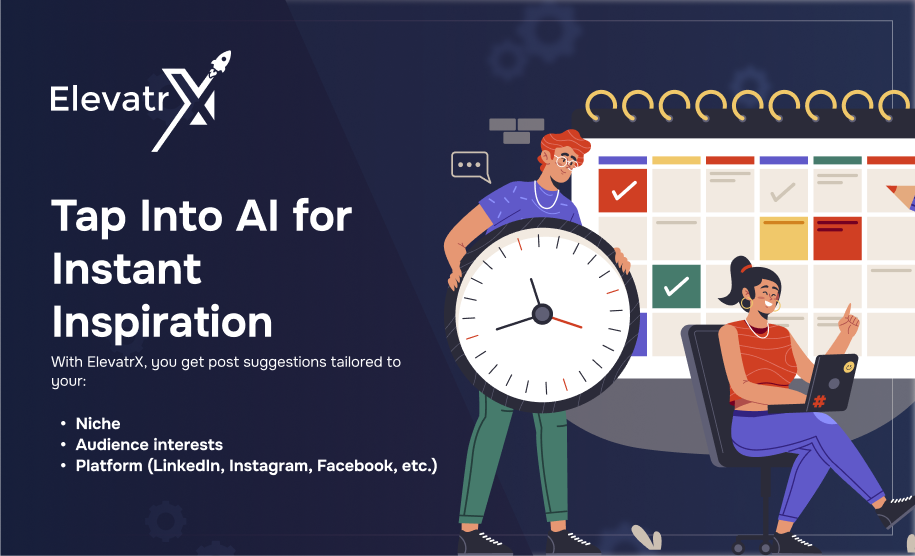 ElevatrX
Tap Into AI for
Instant
Inspiration
With ElevatrX, you get post suggestions tailored to
your:
• Niche
• Audience interests
• Platform (LinkedIn, Instagram, Facebook, etc.)
#